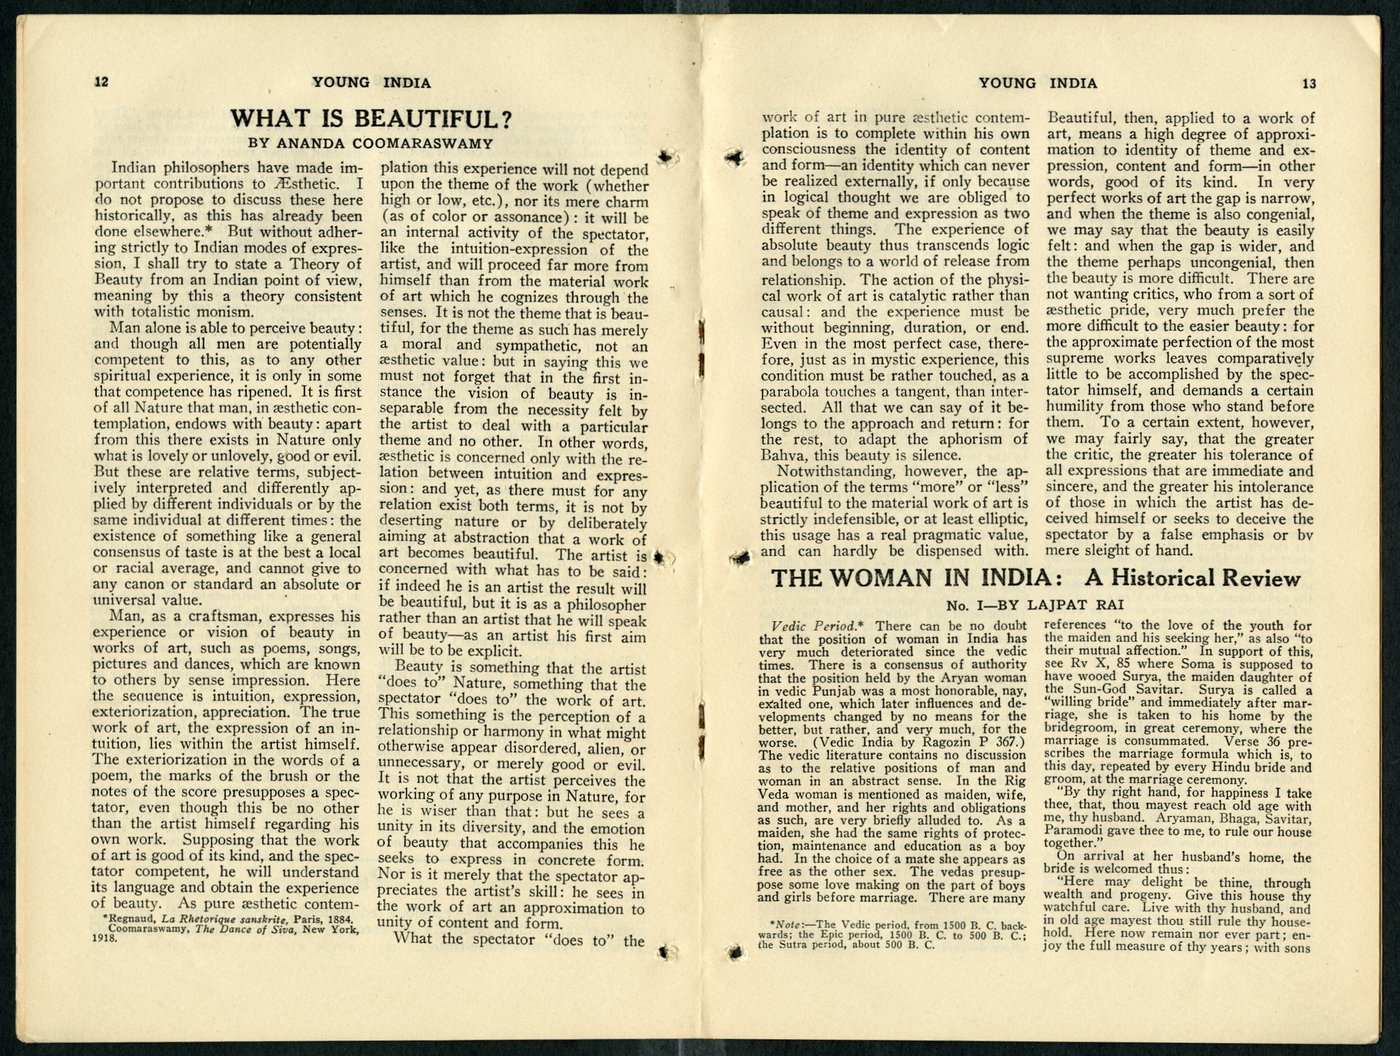 12
YOUNG INDIA
WHAT IS BEAUTIFUL?
BY ANANDA COOMARASWAMY
Indian philosophers have made im-
portant contributions to Æsthetic. I
do not propose to discuss these here
historically, as this has already been
done elsewhere.* But without adher-
ing strictly to Indian modes of expres-
sion, I shall try to state a Theory of
Beauty from an Indian point of view,
meaning by this a theory consistent
with totalistic monism.
Man alone is able to perceive beauty:
and though all men are potentially
competent to this, as to any other
spiritual experience, it is only in some
that competence has ripened. It is first
of all Nature that man, in æsthetic con-
templation, endows with beauty: apart
from this there exists in Nature only
what is lovely or unlovely, good or evil.
But these are relative terms, subject-
ively interpreted and differently ap-
plied by different individuals or by the
same individual at different times: the
existence of something like a general
consensus of taste is at the best a local
or racial average, and cannot give to
any canon or standard an absolute or
universal value.
Man, as a craftsman, expresses his
experience or vision of beauty in
works of art, such as poems, songs,
pictures and dances, which are known
to others by sense impression. Here
the sequence is intuition, expression,
exteriorization, appreciation. The true
work of art, the expression of an in-
tuition, lies within the artist himself.
The exteriorization in the words of a
poem, the marks of the brush or the
notes of the score presupposes a spec-
tator, even though this be no other
than the artist himself regarding his
own work. Supposing that the work
of art is good of its kind, and the spec-
tator competent, he will understand
its language and obtain the experience
of beauty. As pure æsthetic contem-
*Regnaud, La Rhetorique sanskrite, Paris, 1884.
Coomaraswamy, The Dance of Siva, New York,
1918.
plation this experience will not depend
upon the theme of the work (whether
high or low, etc.), nor its mere charm
(as of color or assonance): it will be
an internal activity of the spectator,
like the intuition-expression of the
artist, and will proceed far more from
himself than from the material work
of art which he cognizes through the
senses. It is not the theme that is beau-
tiful, for the theme as such has merely
a moral and sympathetic, not an
æsthetic value: but in saying this we
must not forget that in the first in-
stance the vision of beauty is in-
separable from the necessity felt by
the artist to deal with a particular
theme and no other. In other words,
æsthetic is concerned only with the re-
lation between intuition and expres-
sion: and yet, as there must for any
relation exist both terms, it is not by
deserting nature or by deliberately
aiming at abstraction that a work of
art becomes beautiful. The artist is
concerned with what has to be said:
if indeed he is an artist the result will
be beautiful, but it is as a philosopher
rather than an artist that he will speak
of beauty—as an artist his first aim
will be to be explicit.
Beauty is something that the artist
"does to" Nature, something that the
spectator "does to" the work of art.
This something is the perception of a
relationship or harmony in what might
otherwise appear disordered, alien, or
unnecessary, or merely good or evil.
It is not that the artist perceives the
working of any purpose in Nature, for
he is wiser than that: but he sees a
unity in its diversity, and the emotion
of beauty that accompanies this he
seeks to express in concrete form.
Nor is it merely that the spectator ap-
preciates the artist's skill: he sees in
the work of art an approximation to
unity of content and form.
What the spectator "does to" the
YOUNG INDIA
13
work of art in pure æsthetic contem-
plation is to complete within his own
consciousness the identity of content
and form—an identity which can never
be realized externally, if only because
in logical thought we are obliged to
speak of theme and expression as two
different things. The experience of
absolute beauty thus transcends logic
and belongs to a world of release from
relationship. The action of the physi-
cal work of art is catalytic rather than
causal: and the experience must be
without beginning, duration, or end.
Even in the most perfect case, there-
fore, just as in mystic experience, this
condition must be rather touched, as a
parabola touches a tangent, than inter-
sected. All that we can say of it be-
longs to the approach and return: for
the rest, to adapt the aphorism of
Bahva, this beauty is silence.
Notwithstanding, however, the ap-
plication of the terms "more" or "less"
beautiful to the material work of art is
strictly indefensible, or at least elliptic,
this usage has a real pragmatic value,
and can hardly be dispensed with.
Beautiful, then, applied to a work of
art, means a high degree of approxi-
mation to identity of theme and ex-
pression, content and form—in other
words, good of its kind. In very
perfect works of art the gap is narrow,
and when the theme is also congenial,
we may say that the beauty is easily
felt: and when the gap is wider, and
the theme perhaps uncongenial, then
the beauty is more difficult. There are
not wanting critics, who from a sort of
æsthetic pride, very much prefer the
more difficult to the easier beauty: for
the approximate perfection of the most
supreme works leaves comparatively
little to be accomplished by the spec-
tator himself, and demands a certain
humility from those who stand before
them. To a certain extent, however,
we may fairly say, that the greater
the critic, the greater his tolerance of
all expressions that are immediate and
sincere, and the greater his intolerance
of those in which the artist has de-
ceived himself or seeks to deceive the
spectator by a false emphasis or bv
mere sleight of hand.
THE WOMAN IN INDIA: A Historical Review
No. I—BY LAJPAT RAI
Vedic Period.* There can be no doubt
that the position of woman in India has
very much deteriorated since the vedic
times. There is a consensus of authority
that the position held by the Aryan woman
in vedic Punjab was a most honorable, nay,
exalted one, which later influences and de-
velopments changed by no means for the
better, but rather, and very much, for the
worse. (Vedic India by Ragozin P 367.)
The vedic literature contains no discussion
as to the relative positions of man and
woman in an abstract sense. In the Rig
Veda woman is mentioned as maiden, wife,
and mother, and her rights and obligations
as such, are very briefly alluded to. As a
maiden, she had the same rights of protec-
tion, maintenance and education as a boy
had. In the choice of a mate she appears as
free as the other sex. The vedas presup-
pose some love making on the part of boys
and girls before marriage. There are many
*Note:—The Vedic period, from 1500 B. C. back-
wards; the Epic period, 1500 B. C. to 500 B. C.;
the Sutra period, about 500 B. C.
references "to the love of the youth for
the maiden and his seeking her," as also "to
their mutual affection." In support of this,
see Rv X, 85 where Soma is supposed to
have wooed Surya, the maiden daughter of
the Sun-God Savitar. Surya is called a
"willing bride" and immediately after mar-
riage, she is taken to his home by the
bridegroom, in great ceremony, where the
marriage is consummated. Verse 36 pre-
scribes the marriage formula which is, to
this day, repeated by every Hindu bride and
groom, at the marriage ceremony.
"By thy right hand, for happiness I take
thee, that, thou mayest reach old age with
me, thy husband. Aryaman, Bhaga, Savitar,
Paramodi gave thee to me, to rule our house
together."
On arrival at her husband's home, the
bride is welcomed thus:
"Here may delight be thine, through
wealth and progeny. Give this house thy
watchful care. Live with thy husband, and
in old age mayest thou still rule thy house-
hold. Here now remain nor ever part; en-
joy the full measure of thy years; with sons